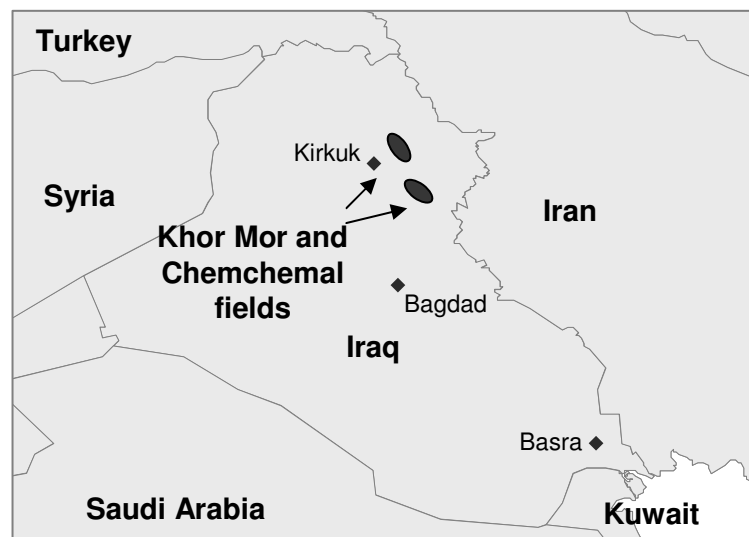 Turkey
Kirkuk
Syria
Iran
Khor Mor and
Chemchemal
fields
Bagdad
Iraq
Basra
Saudi Arabia
Kuwait